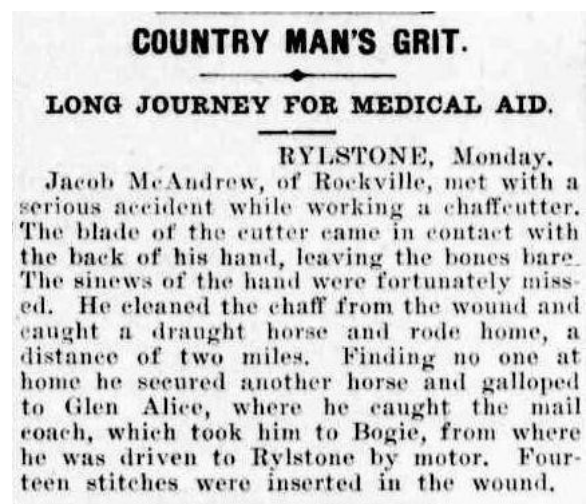 COUNTRY MAN'S GRIT.
LONG JOURNEY FOR MEDICAL AID.
RYLSTONE, Monday.
Jacob McAndrew, of Rockville, met with a
serious accident while working a chaffcutter.
The blade of the cutter came in contact with
the back of his hand, leaving the bones bare.
The sinews of the hand were fortunately miss-
ed. He cleaned the chaff from the wound and
caught a draught horse and rode home, a
distance of two miles. Finding no one at
home he secured another horse and galloped
to Glen Alice, where he caught the mail
coach, which took him to Bogie, from where
he was driven to Rylstone by motor. Four-
teen stitches were inserted in the wound.